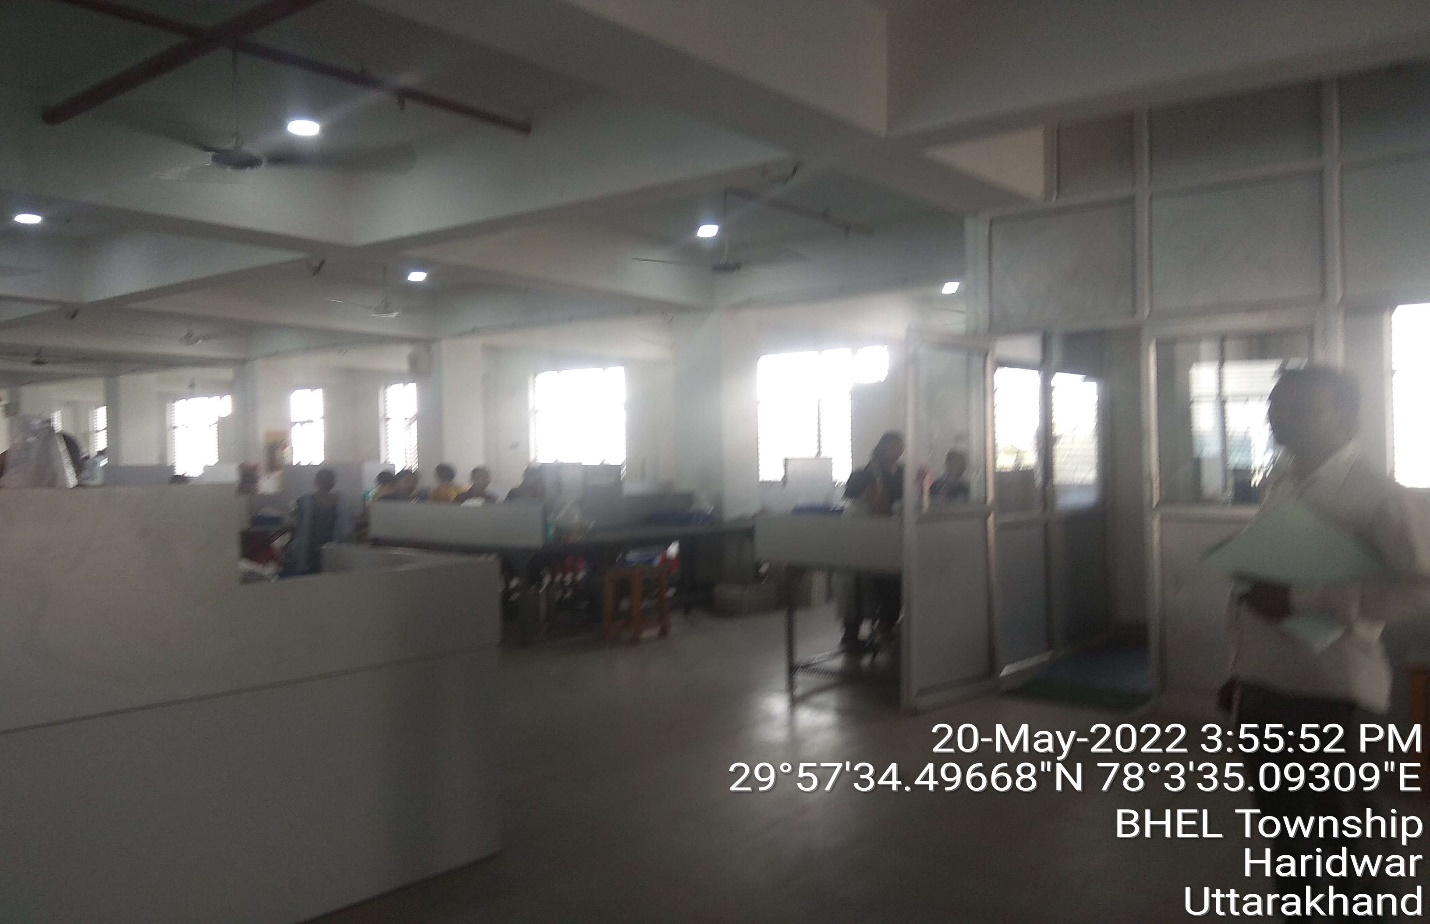 20-May-2022 3:55:52 PM
29°57'34.49668"N 78°3'35.09309"E
BHEL Township
Haridwar
Uttarakhand